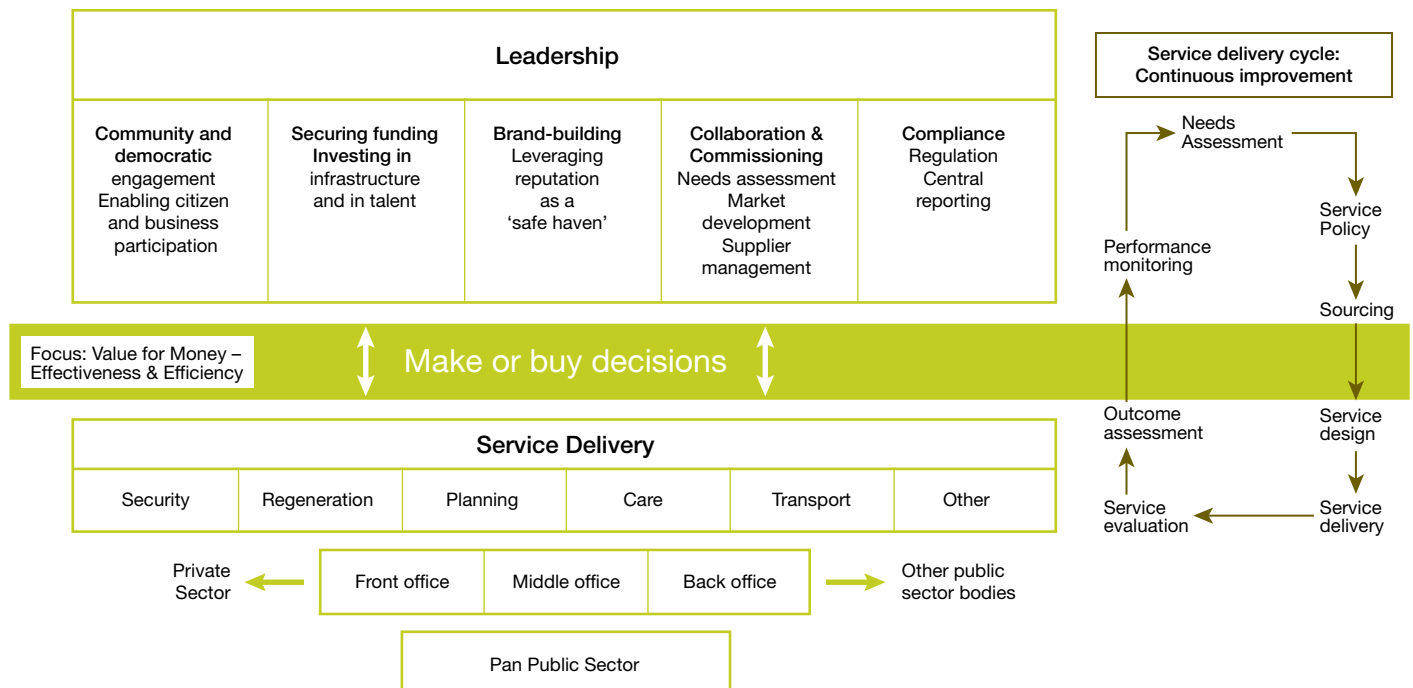 Leadership
Community and
democratic
engagement
Enabling citizen
and business
participation
Securing funding
Investing in
infrastructure
and in talent
Brand-building
Leveraging
reputation
as a
‘safe haven’
Collaboration &
Commissioning
Needs assessment
Market
development
Supplier
management
Compliance
Regulation
Central
reporting
Focus: Value for Money –
Effectiveness & Efficiency
Make or buy decisions
Service Delivery
Security
Regeneration
Planning
Care
Transport
Other
Private
Sector
Front office
Middle office
Back office
Other public
sector bodies
Pan Public Sector
Service delivery cycle:
Continuous improvement
Needs
Assessment
Service
Policy
Sourcing
Service
design
Service
delivery
Service
evaluation
Outcome
assessment
Performance
monitoring